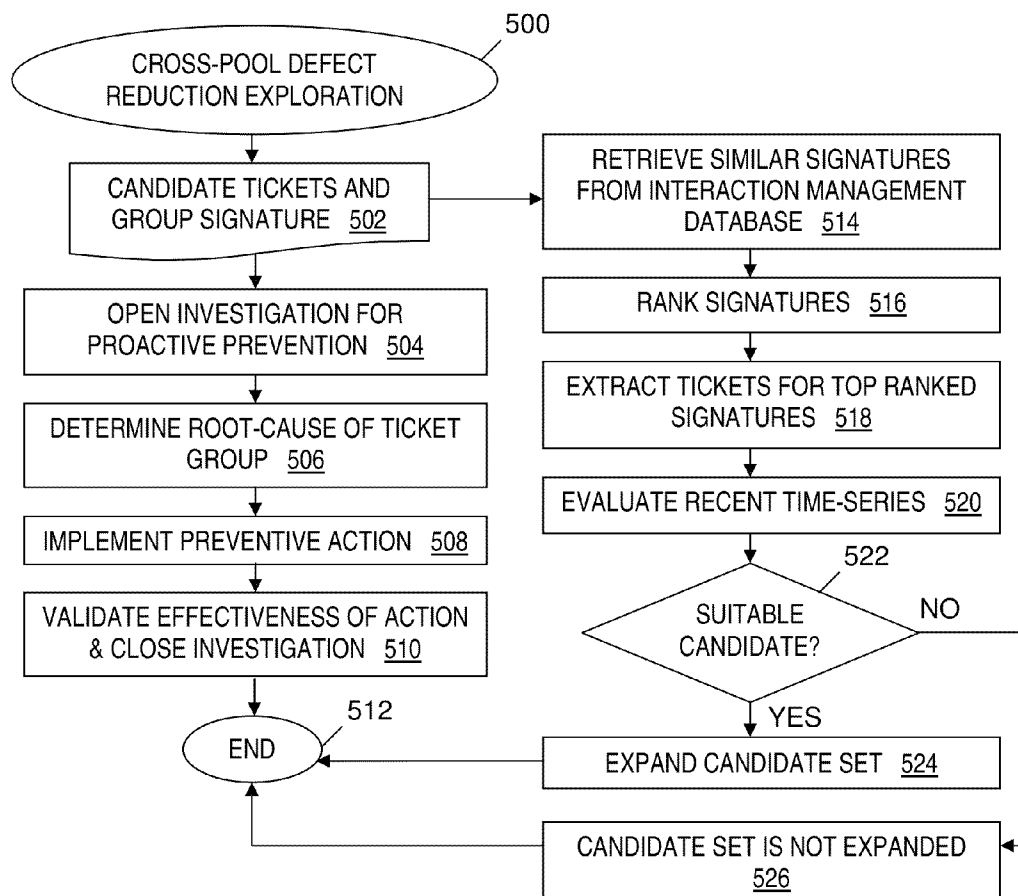 500
CROSS-POOL DEFECT
REDUCTION EXPLORATION
CANDIDATE TICKETS AND
GROUP SIGNATURE 502
OPEN INVESTIGATION FOR
PROACTIVE PREVENTION 504
DETERMINE ROOT-CAUSE OF TICKET
GROUP 506
IMPLEMENT PREVENTIVE ACTION 508
VALIDATE EFFECTIVENESS OF ACTION
& CLOSE INVESTIGATION 510
512
END
RETRIEVE SIMILAR SIGNATURES
FROM INTERACTION MANAGEMENT
DATABASE 514
RANK SIGNATURES 516
EXTRACT TICKETS FOR TOP RANKED
SIGNATURES 518
EVALUATE RECENT TIME-SERIES 520
522
SUITABLE
CANDIDATE?
NO
YES
EXPAND CANDIDATE SET 524
CANDIDATE SET IS NOT EXPANDED
526